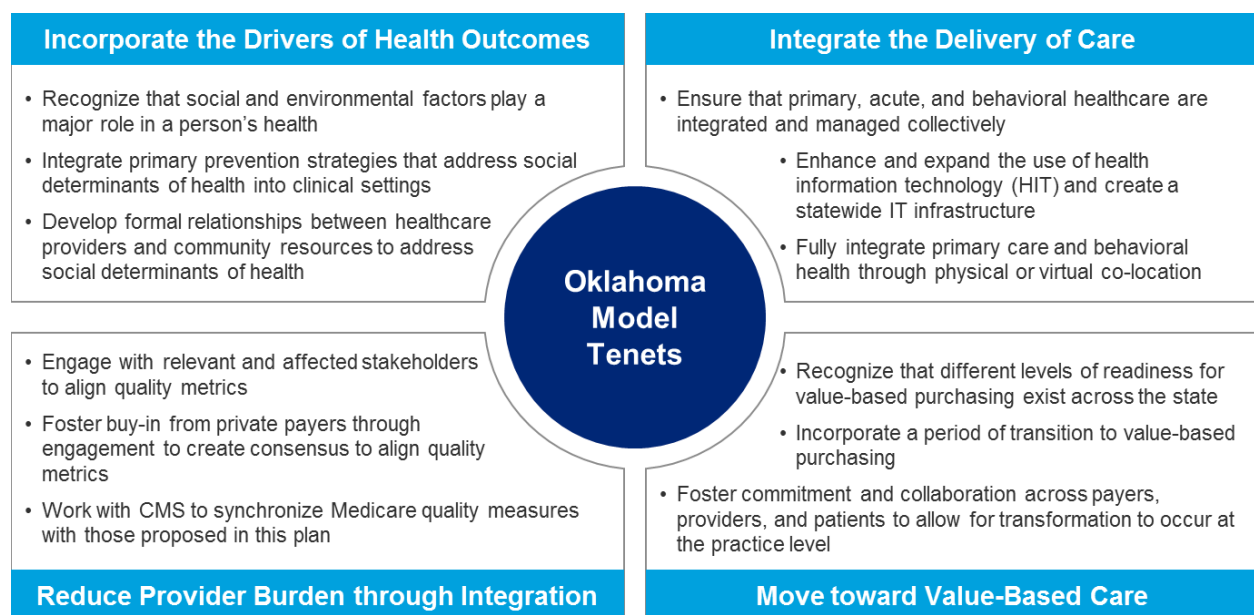 Incorporate the Drivers of Health Outcomes
• Recognize that social and environmental factors play a
major role in a person's health
• Integrate primary prevention strategies that address social
determinants of health into clinical settings
• Develop formal relationships between healthcare
providers and community resources to address
social determinants of health
Integrate the Delivery of Care
• Ensure that primary, acute, and behavioral healthcare are
integrated and managed collectively
• Enhance and expand the use of health
information technology (HIT) and create a
statewide IT infrastructure
• Fully integrate primary care and behavioral
health through physical or virtual co-location
Oklahoma
Model
Tenets
• Engage with relevant and affected stakeholders
to align quality metrics
• Foster buy-in from private payers through
engagement to create consensus to align quality
metrics
• Work with CMS to synchronize Medicare quality measures
with those proposed in this plan
Reduce Provider Burden through Integration
• Recognize that different levels of readiness for
value-based purchasing exist across the state
• Incorporate a period of transition to value-based
purchasing
• Foster commitment and collaboration across payers,
providers, and patients to allow for transformation to occur at
the practice level
Move toward Value-Based Care